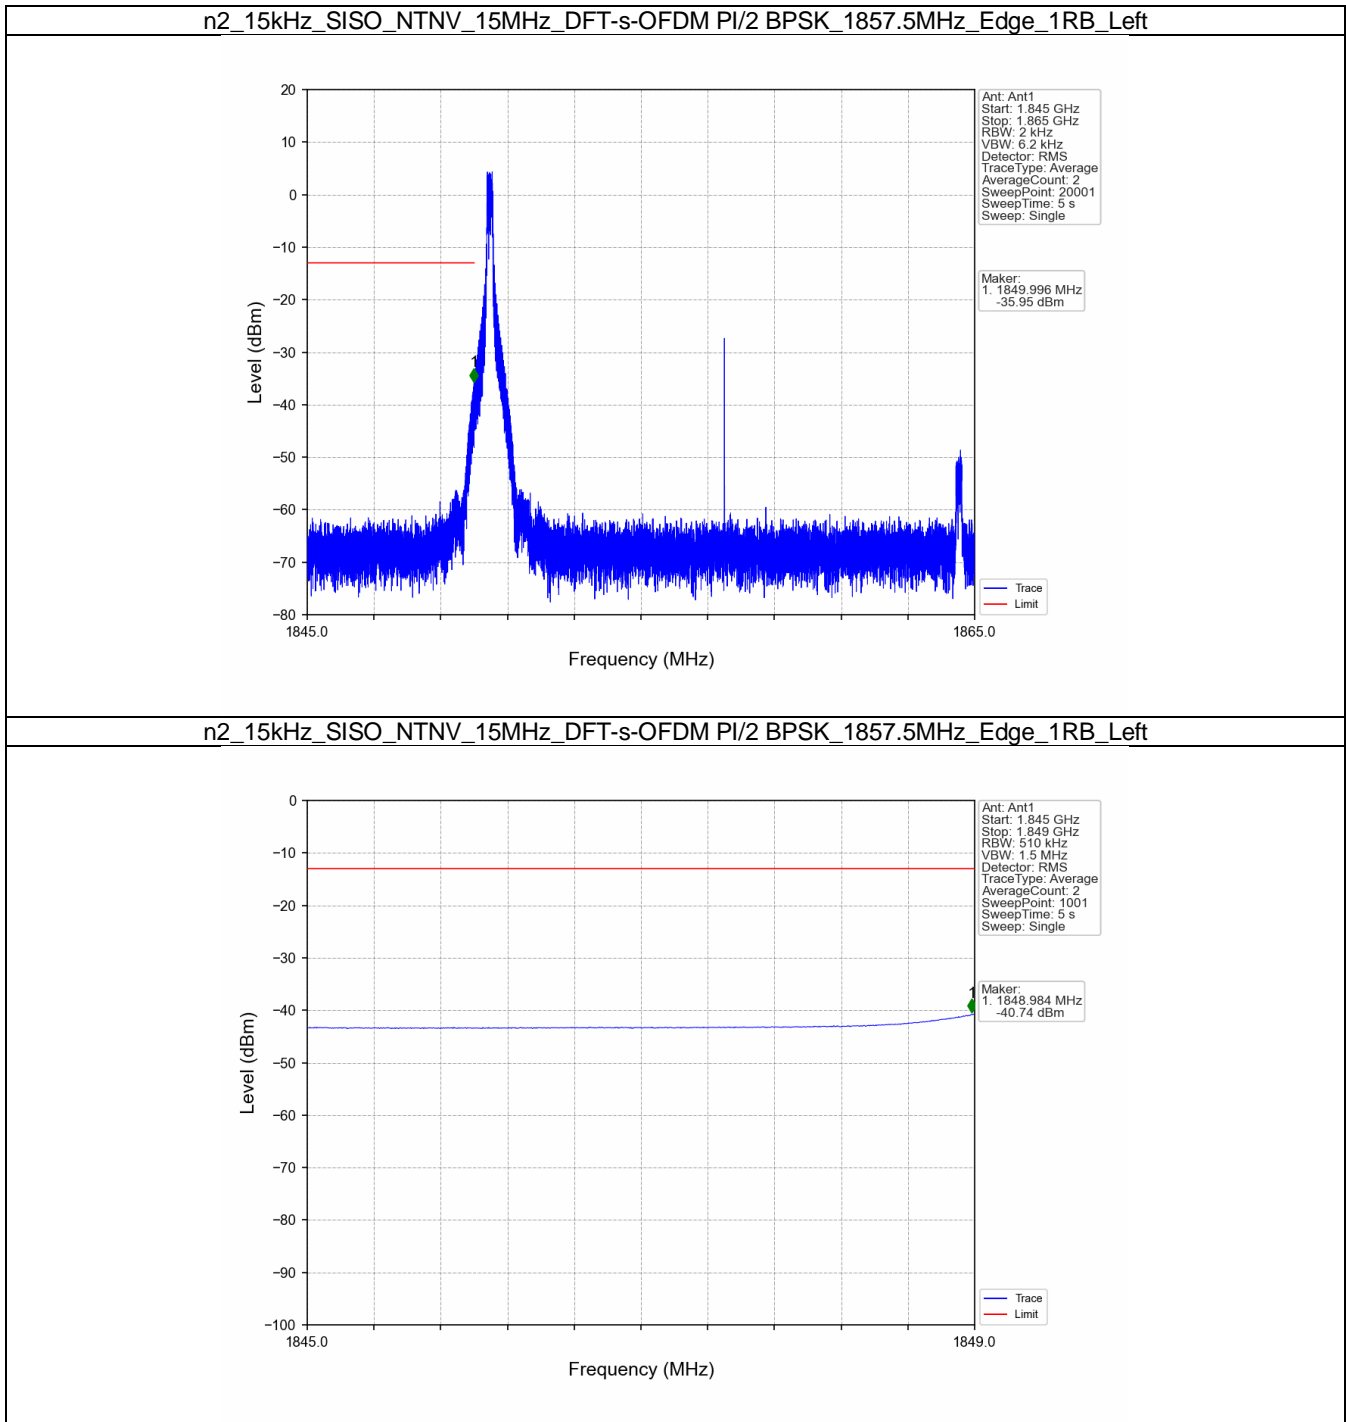 n2_15kHz_SISO_NTNV_15MHz_DFT-s-OFDM PI/2 BPSK_1857.5MHz_Edge_1RB_Left
20
10
0
−10
−20
−30
−40
−50
−60
−70
−80
Level (dBm)
1845.0
1865.0
Frequency (MHz)
1
Ant: Ant1
Start: 1.845 GHz
Stop: 1.865 GHz
RBW: 2 kHz
VBW: 6.2 kHz
Detector: RMS
TraceType: Average
AverageCount: 2
SweepPoint: 20001
SweepTime: 5 s
Sweep: Single
Maker:
1. 1849.996 MHz
-35.95 dBm
Trace
Limit
n2_15kHz_SISO_NTNV_15MHz_DFT-s-OFDM PI/2 BPSK_1857.5MHz_Edge_1RB_Left
0
−10
−20
−30
−40
−50
−60
−70
−80
−90
−100
Level (dBm)
1845.0
1849.0
Frequency (MHz)
1
Ant: Ant1
Start: 1.845 GHz
Stop: 1.849 GHz
RBW: 510 kHz
VBW: 1.5 MHz
Detector: RMS
TraceType: Average
AverageCount: 2
SweepPoint: 1001
SweepTime: 5 s
Sweep: Single
Maker:
1. 1848.984 MHz
-40.74 dBm
Trace
Limit